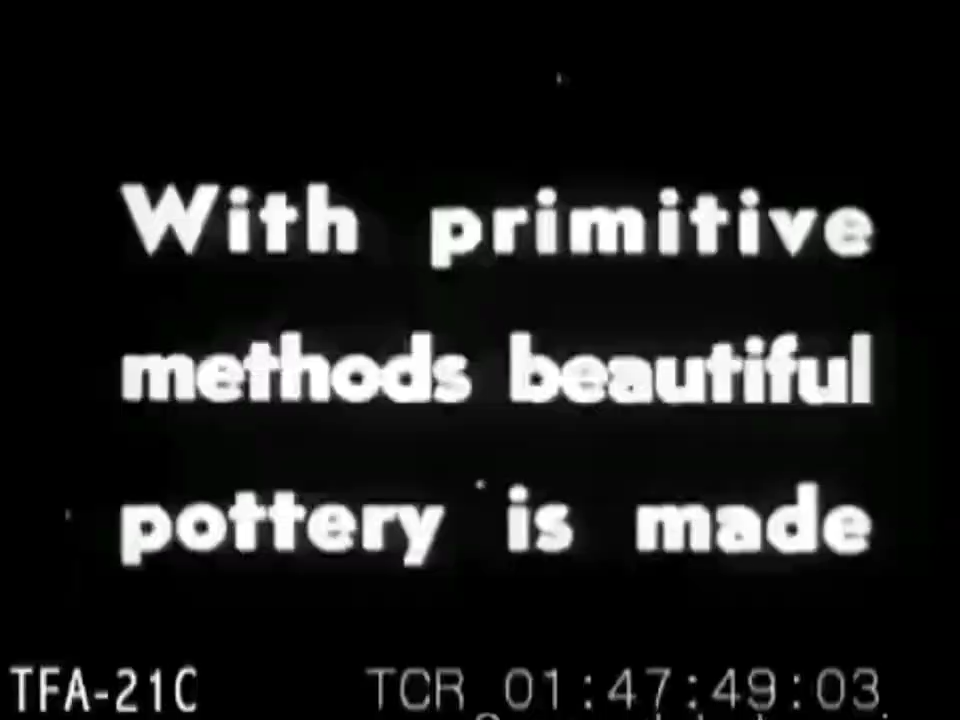 With primitive
methods beautiful
pottery is made
TFA-21C TCR 01:47:49:03